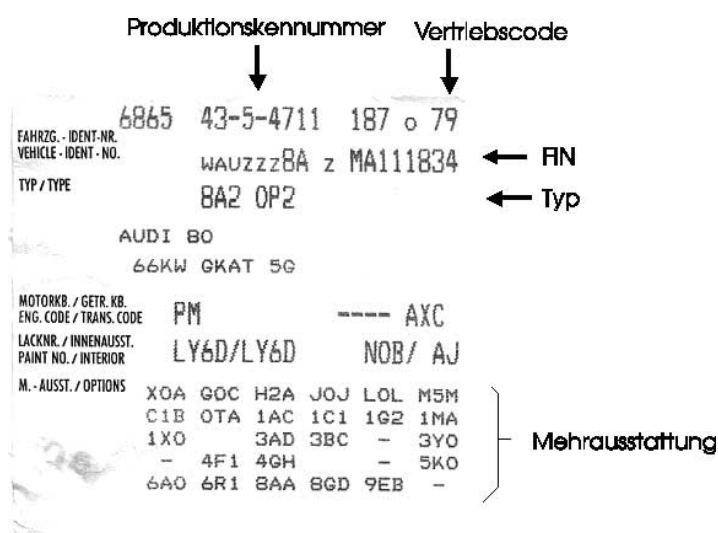 Produktionskennummer Vertriebscode
6865 43-5-4711 187 o 79
FAHRZG. - IDENT-NR.
VEHICLE - IDENT - NO.
WAUZZZ8A z MA111834 FIN
TYP / TYPE
8A2 0P2 Typ
AUDI 80
66KW GKAT 5G
MOTORKB. / GETR. KB.
ENG. CODE / TRANS. CODE
PM ---- AXC
LACKNR. / INNENAUSST.
PAINT NO. / INTERIOR
LY6D/LY6D NOB/ AJ
M. - AUSST. / OPTIONS
X0A G0C H2A J0J L0L M5M
C1B 0TA 1AC 1C1 1G2 1MA
1X0 3AD 3BC - 3Y0
- 4F1 4GH - 5K0
6A0 6R1 8AA 8GD 9EB -
Mehrausstattung